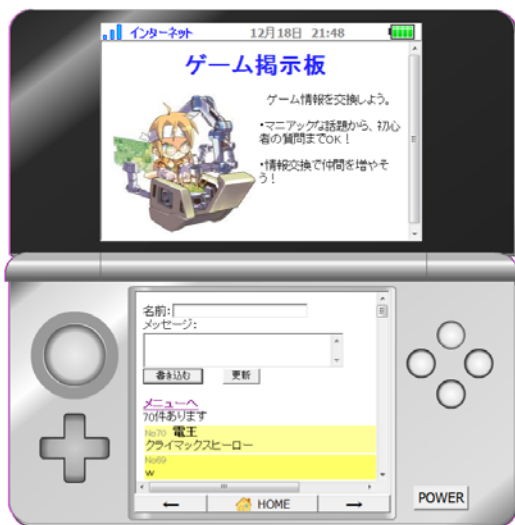 インターネット 12月18日 21:48
ゲーム掲示板
ゲーム情報を交換しよう。
・マニアックな話題から、初心
者の質問までOK!
・情報交換で仲間を増やそ
う!
名前:
メッセージ:
書き込む 更新
メニューへ
70件あります
No70 電王
クライマックスヒーロー
No69
w
← HOME →
POWER